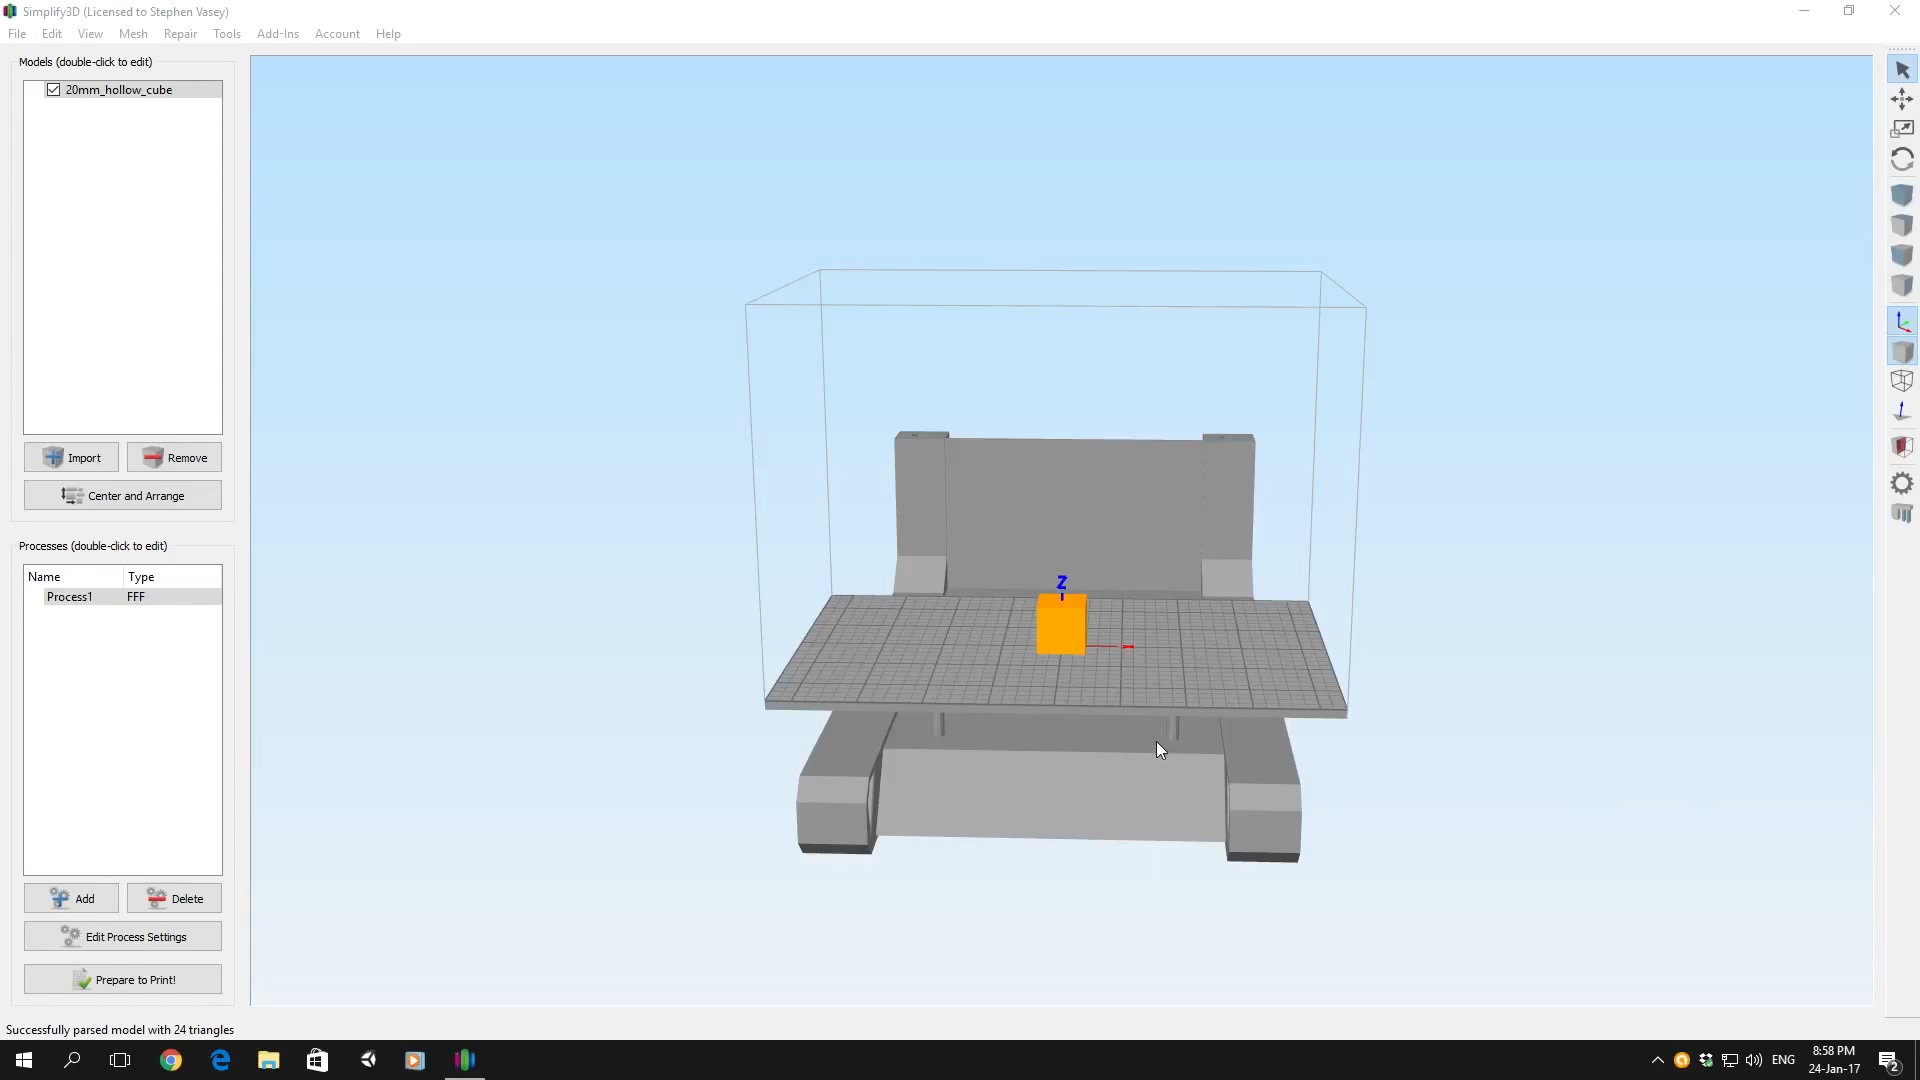 Simplify3D (Licensed to Stephen Vasey)
File Edit View Mesh Repair Tools Add-Ins Account Help
Models (double-click to edit)
20mm_hollow_cube
Import Remove
Center and Arrange
Processes (double-click to edit)
Name Type
Process1 FFF
Z
Add Delete
Edit Process Settings
Prepare to Print!
Successfully parsed model with 24 triangles
ENG
8:58 PM
24-Jan-17
2